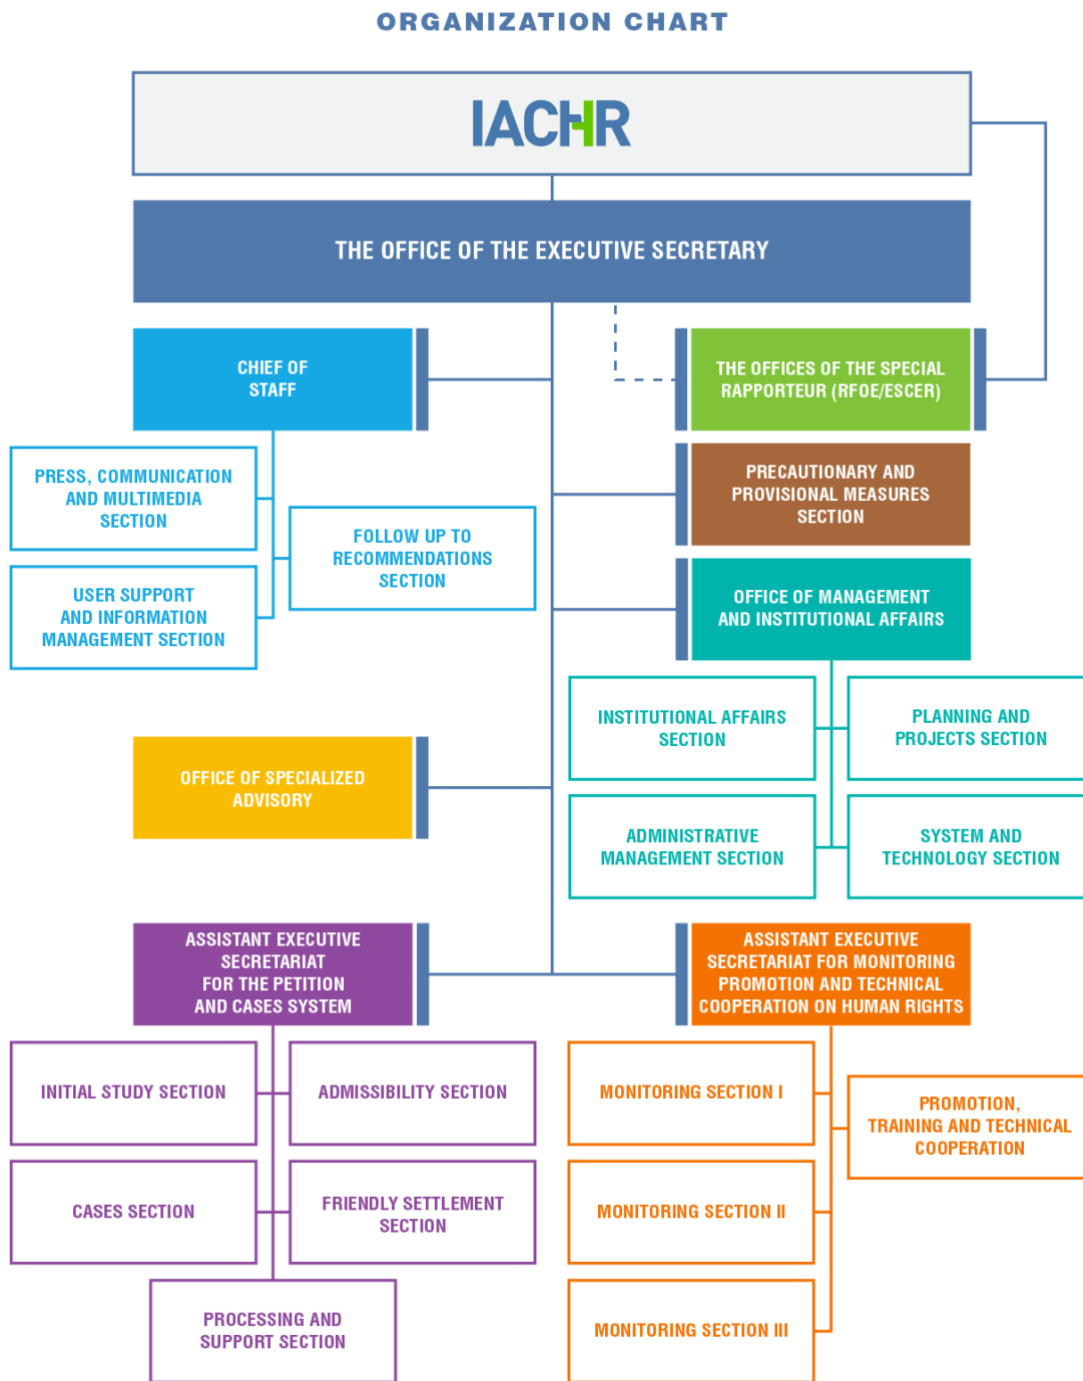 ORGANIZATION CHART
IACHR
THE OFFICE OF THE EXECUTIVE SECRETARY
CHIEF OF
STAFF
THE OFFICES OF THE SPECIAL
RAPPORTEUR (RFOE/ESCER)
PRESS, COMMUNICATION
AND MULTIMEDIA
SECTION
FOLLOW UP TO
RECOMMENDATIONS
SECTION
USER SUPPORT
AND INFORMATION
MANAGEMENT SECTION
PRECAUTIONARY AND
PROVISIONAL MEASURES
SECTION
OFFICE OF MANAGEMENT
AND INSTITUTIONAL AFFAIRS
INSTITUTIONAL AFFAIRS
SECTION
PLANNING AND
PROJECTS SECTION
ADMINISTRATIVE
MANAGEMENT SECTION
SYSTEM AND
TECHNOLOGY SECTION
OFFICE OF SPECIALIZED
ADVISORY
ASSISTANT EXECUTIVE
SECRETARIAT
FOR THE PETITION
AND CASES SYSTEM
INITIAL STUDY SECTION
ADMISSIBILITY SECTION
CASES SECTION
FRIENDLY SETTLEMENT
SECTION
PROCESSING AND
SUPPORT SECTION
ASSISTANT EXECUTIVE
SECRETARIAT FOR MONITORING
PROMOTION AND TECHNICAL
COOPERATION ON HUMAN RIGHTS
MONITORING SECTION I
PROMOTION,
TRAINING AND TECHNICAL
COOPERATION
MONITORING SECTION II
MONITORING SECTION III